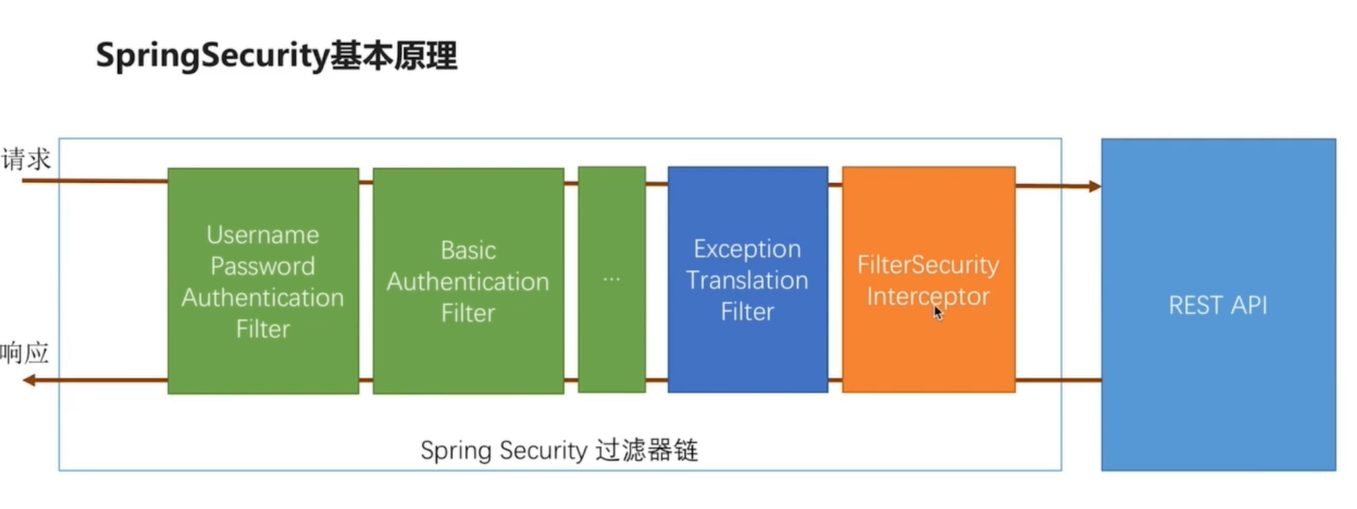 SpringSecurity基本原理
请求
Username
Password
Authentication
Filter
Basic
Authentication
Filter
...
Exception
Translation
Filter
FilterSecurity
Interceptor
REST API
响应
Spring Security 过滤器链